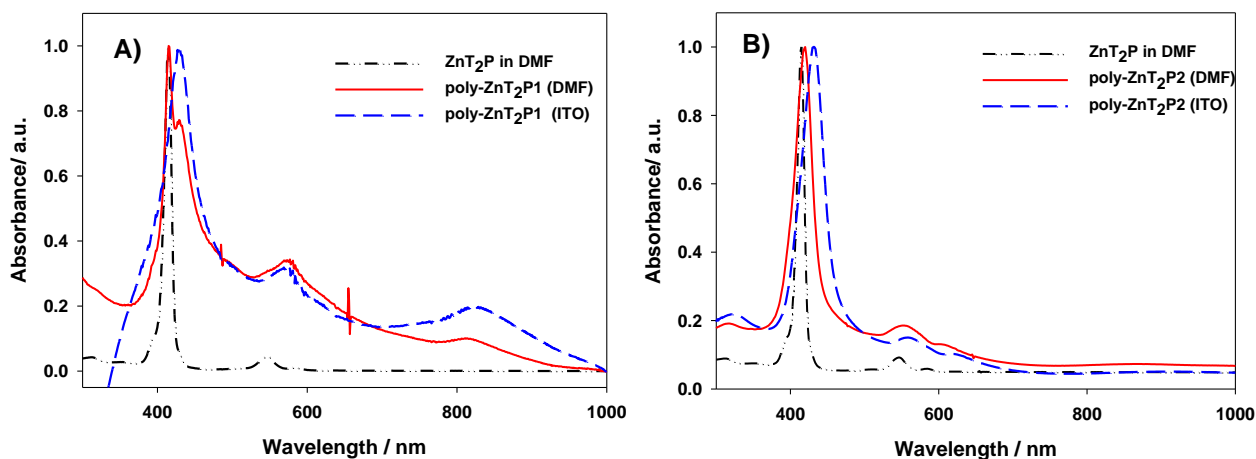 A)
ZnT2P in DMF
poly-ZnT2P1 (DMF)
poly-ZnT2P1 (ITO)
Absorbance/ a.u.
1.0
0.8
0.6
0.4
0.2
0.0
400
600
800
1000
Wavelength / nm
B)
ZnT2P in DMF
poly-ZnT2P2 (DMF)
poly-ZnT2P2 (ITO)
Absorbance/ a.u.
1.0
0.8
0.6
0.4
0.2
0.0
400
600
800
1000
Wavelength / nm